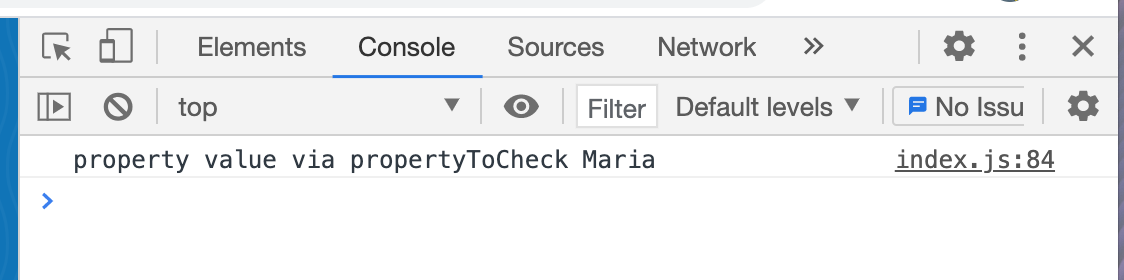 Elements Console Sources Network »
top Filter Default levels No Issu
property value via propertyToCheck Maria index.js:84